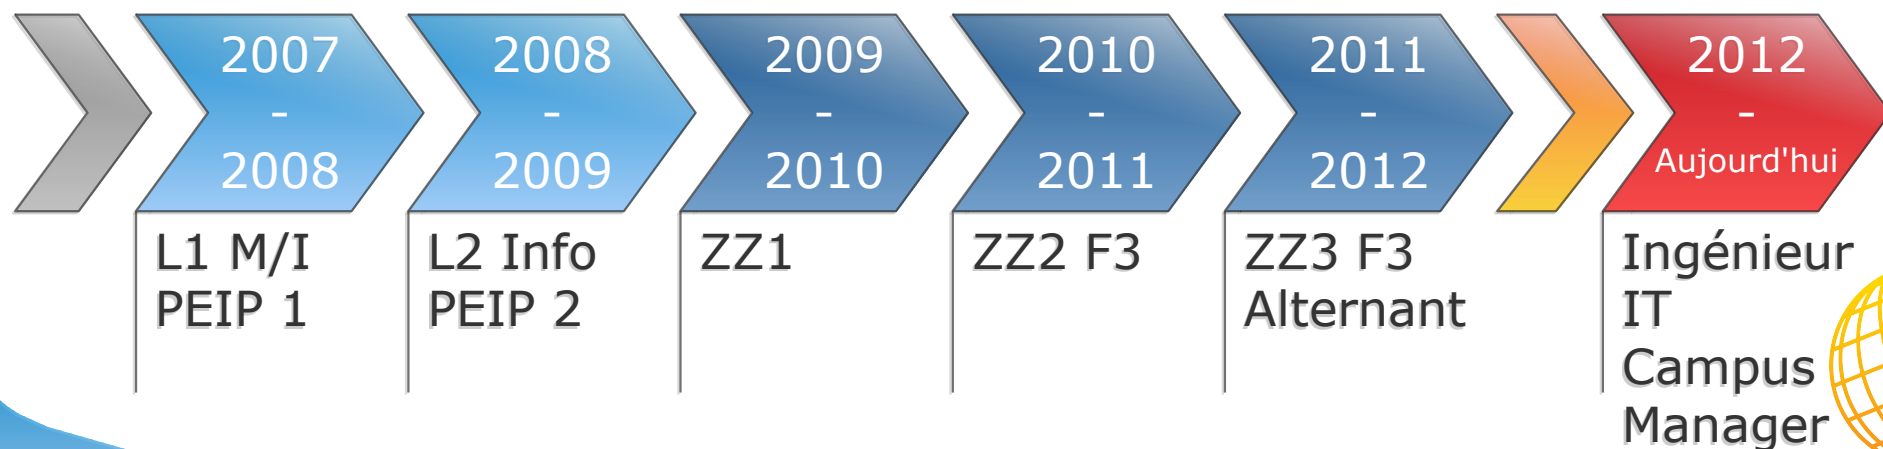 2007
-
2008
2008
-
2009
2009
-
2010
2010
-
2011
2011
-
2012
2012
-
Aujourd'hui
L1 M/I
PEIP 1
L2 Info
PEIP 2
ZZ1
ZZ2 F3
ZZ3 F3
Alternant
Ingénieur
IT
Campus
Manager